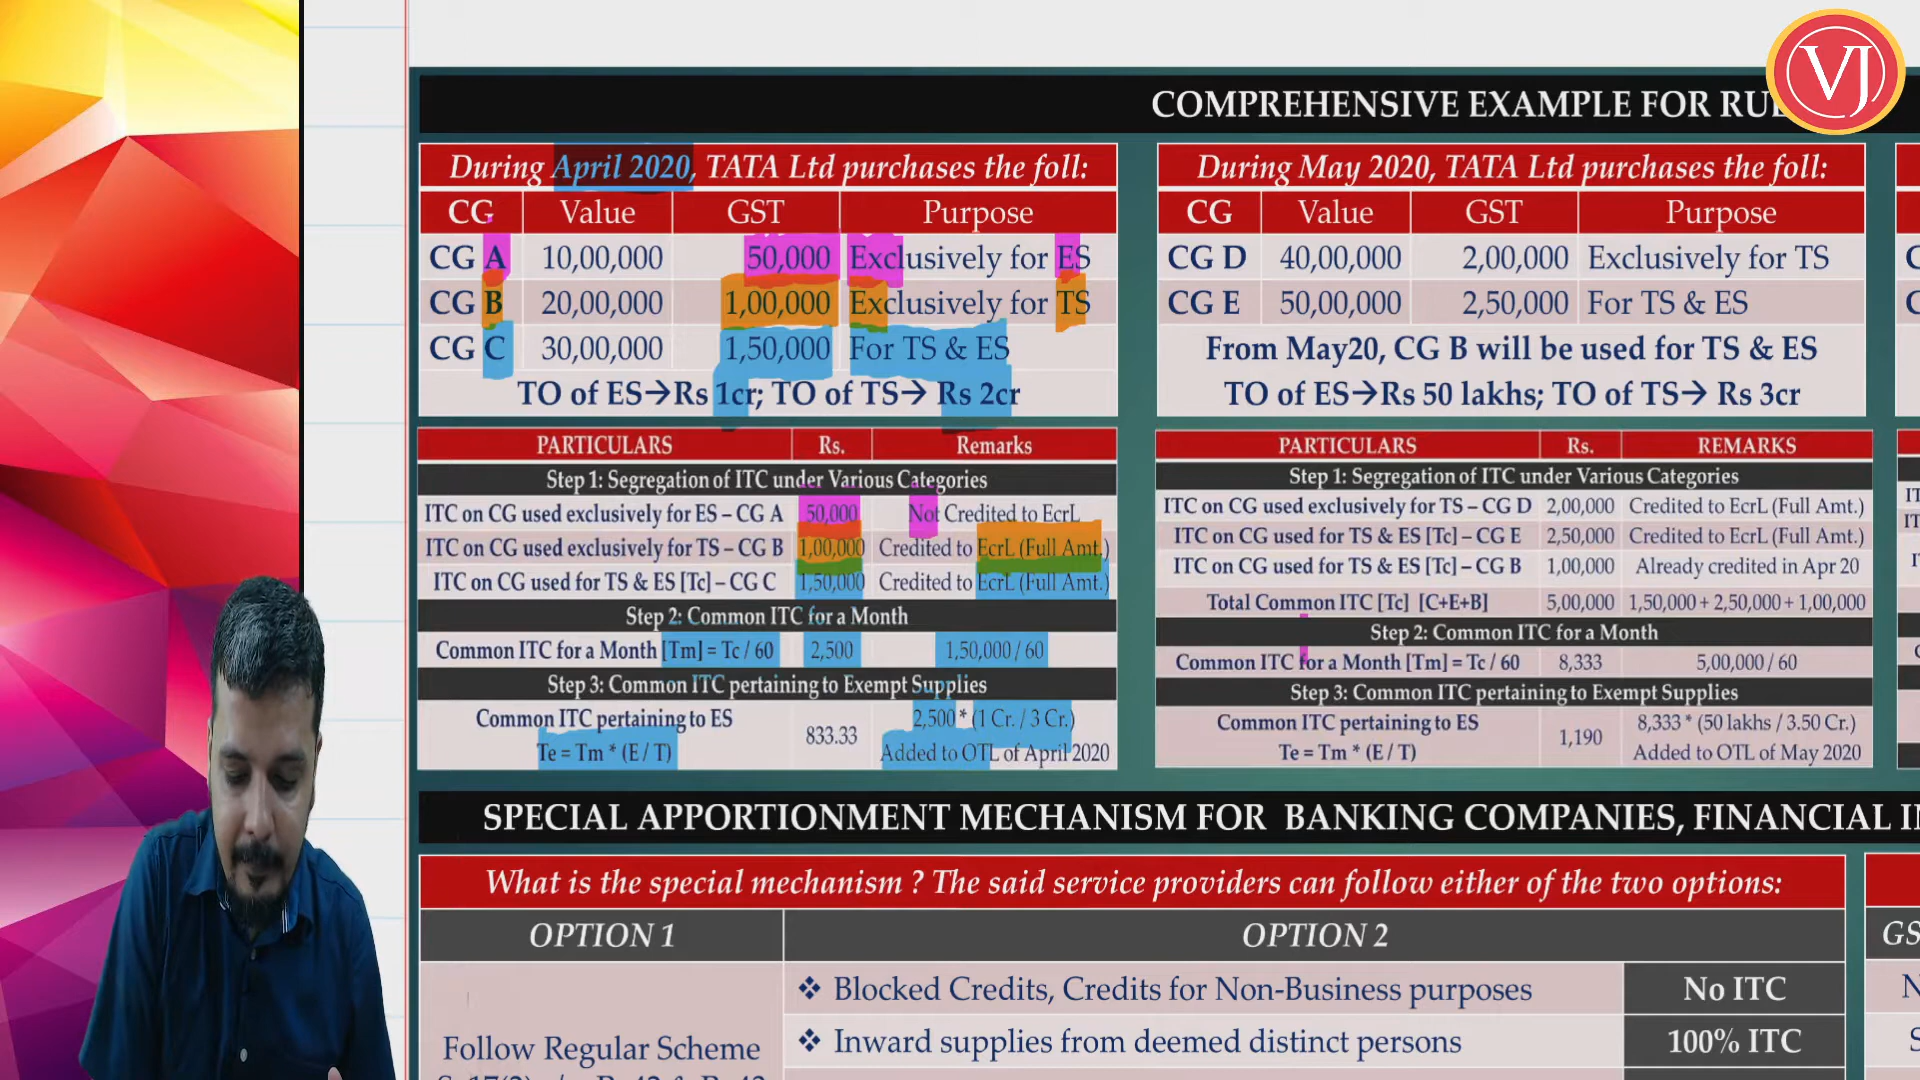 VJ
COMPREHENSIVE EXAMPLE FOR
During April 2020, TATA Ltd purchases the foll:
CG Value GST Purpose
CG A 10,00,000 50,000 Exclusively for ES
CG B 20,00,000 1,00,000 Exclusively for TS
CG C 30,00,000 1,50,000 For TS & ES
TO of ES→Rs 1cr; TO of TS→ Rs 2cr
PARTICULARS Rs. Remarks
Step 1: Segregation of ITC under Various Categories
ITC on CG used exclusively for ES – CG A 50,000 Not Credited to EcrL
ITC on CG used exclusively for TS – CG B 1,00,000 Credited to EcrL (Full Amt.)
ITC on CG used for TS & ES [Tc] – CG C 1,50,000 Credited to EcrL (Full Amt.)
Step 2: Common ITC for a Month
Common ITC for a Month [Tm] = Tc / 60 2,500 1,50,000 / 60
Step 3: Common ITC pertaining to Exempt Supplies
Common ITC pertaining to ES
Te = Tm * (E / T)
833.33
2,500 * (1 Cr. / 3 Cr.)
Added to OTL of April 2020
During May 2020, TATA Ltd purchases the foll:
CG Value GST Purpose
CG D 40,00,000 2,00,000 Exclusively for TS
CG E 50,00,000 2,50,000 For TS & ES
From May20, CG B will be used for TS & ES
TO of ES→Rs 50 lakhs; TO of TS→ Rs 3cr
PARTICULARS Rs. REMARKS
Step 1: Segregation of ITC under Various Categories
ITC on CG used exclusively for TS – CG D 2,00,000 Credited to EcrL (Full Amt.)
ITC on CG used for TS & ES [Tc] – CG E 2,50,000 Credited to EcrL (Full Amt.)
ITC on CG used for TS & ES [Tc] – CG B 1,00,000 Already credited in Apr 20
Total Common ITC [Tc] [C+E+B] 5,00,000 1,50,000 + 2,50,000 + 1,00,000
Step 2: Common ITC for a Month
Common ITC for a Month [Tm] = Tc / 60 8,333 5,00,000 / 60
Step 3: Common ITC pertaining to Exempt Supplies
Common ITC pertaining to ES
Te = Tm * (E / T)
1,190
8,333 * (50 lakhs / 3.50 Cr.)
Added to OTL of May 2020
SPECIAL APPORTIONMENT MECHANISM FOR BANKING COMPANIES, FINANCIAL
What is the special mechanism ? The said service providers can follow either of the two options:
OPTION 1 OPTION 2
Follow Regular Scheme
❖ Blocked Credits, Credits for Non-Business purposes No ITC
❖ Inward supplies from deemed distinct persons 100% ITC
GS